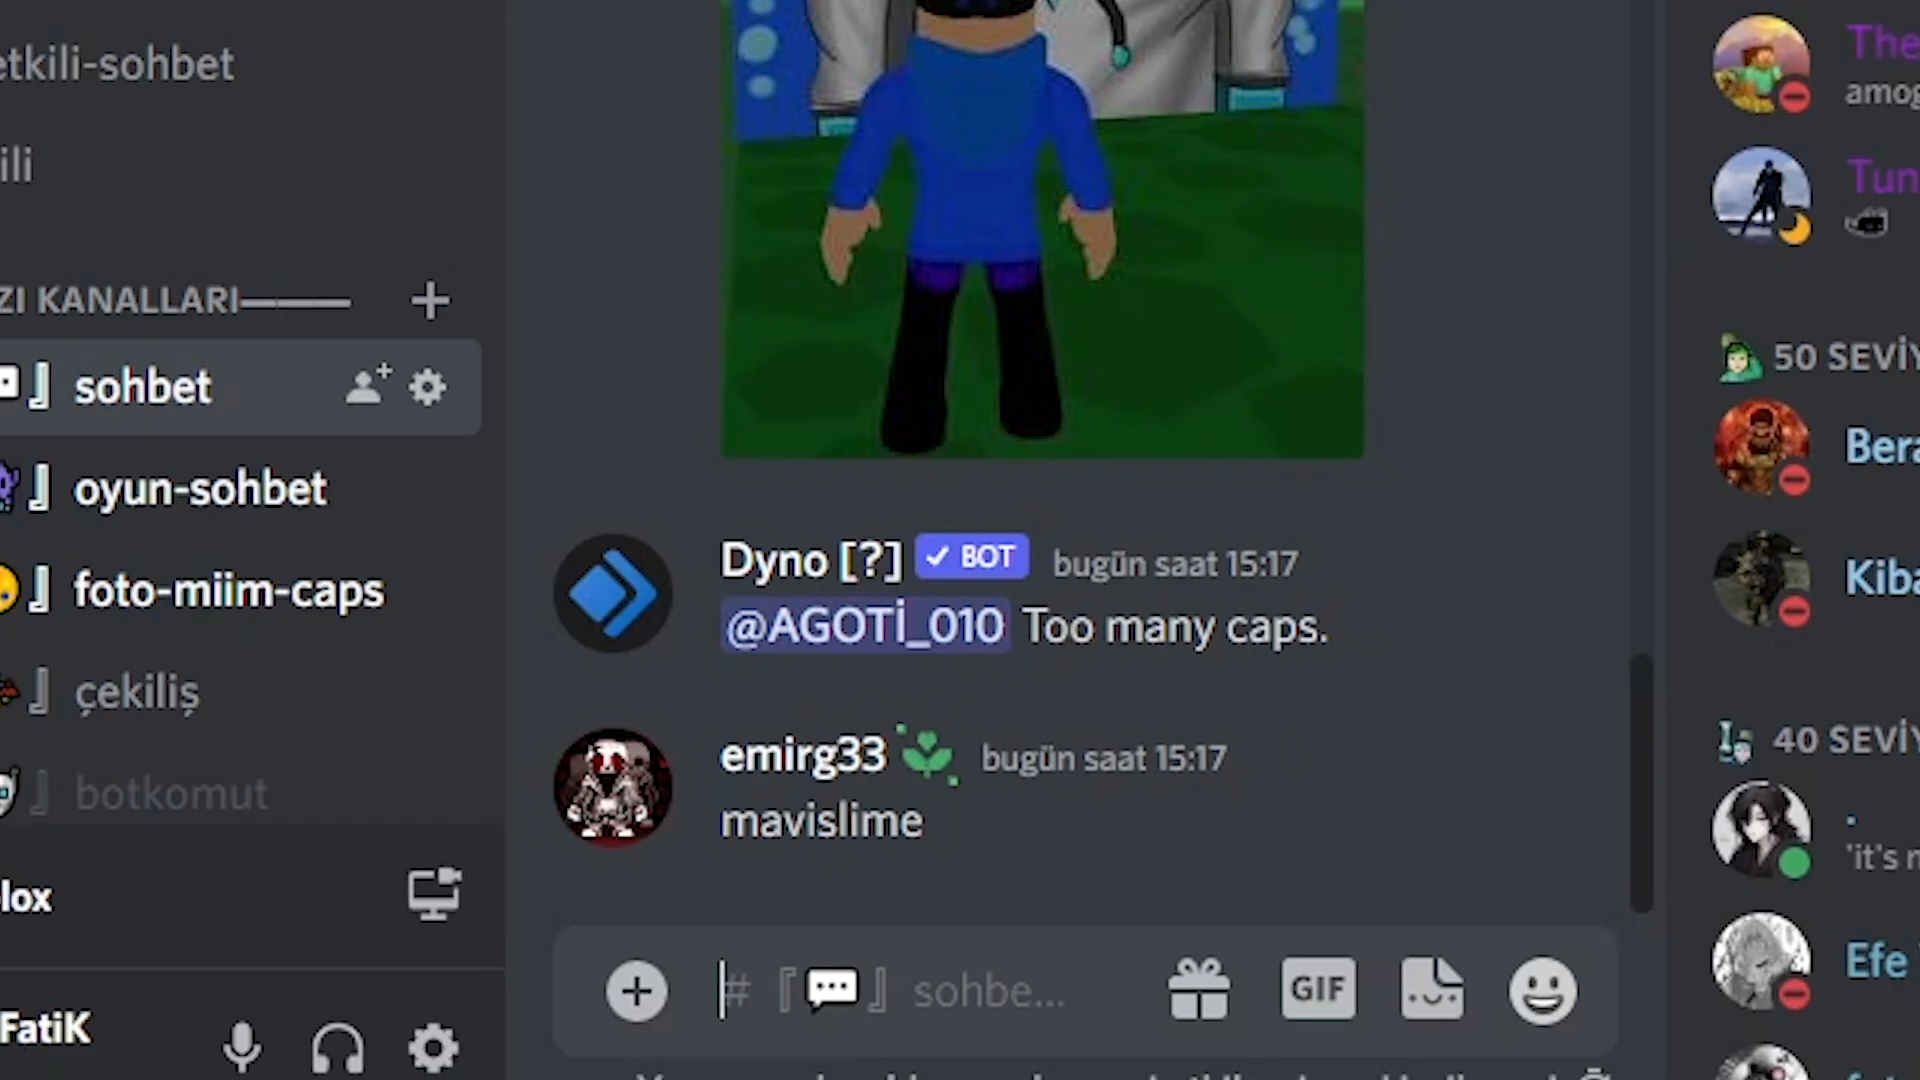 etkili-sohbet
ili
ZI KANALLARI———
sohbet
oyun-sohbet
foto-miim-caps
çekiliş
botkomut
lox
FatiK
Dyno [?] ✓ BOT bugün saat 15:17
@AGOTİ_010 Too many caps.
emirg33 bugün saat 15:17
mavislime
# 『💬』 sohbe...
GIF
The
amog
Tun
50 SEVİY
Bera
Kiba
40 SEVİY
.
'it's n
Efe